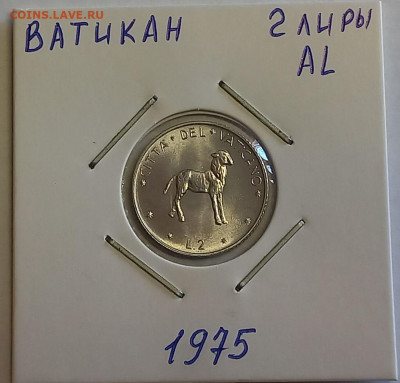 COINS.LAVE.RU
ВАТИКАН 2 ЛИРЫ
AL
CITTA' DEL VATICANO
L.2
1975